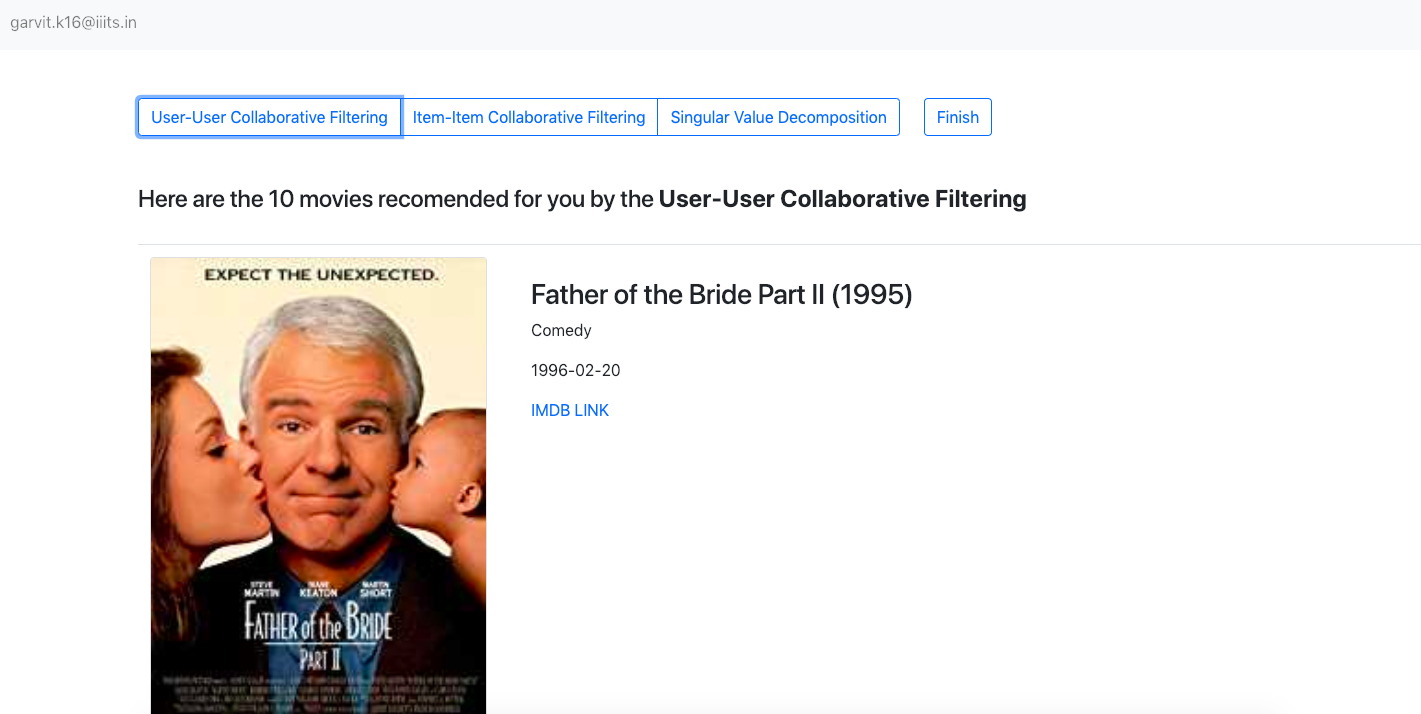 garvit.k16@iiits.in
User-User Collaborative Filtering Item-Item Collaborative Filtering Singular Value Decomposition Finish
Here are the 10 movies recomended for you by the User-User Collaborative Filtering
EXPECT THE UNEXPECTED.
Father of the Bride Part II (1995)
Comedy
1996-02-20
IMDB LINK
STEVE MARTIN DIANE KEATON MARTIN SHORT
FATHER of the BRIDE
PART II